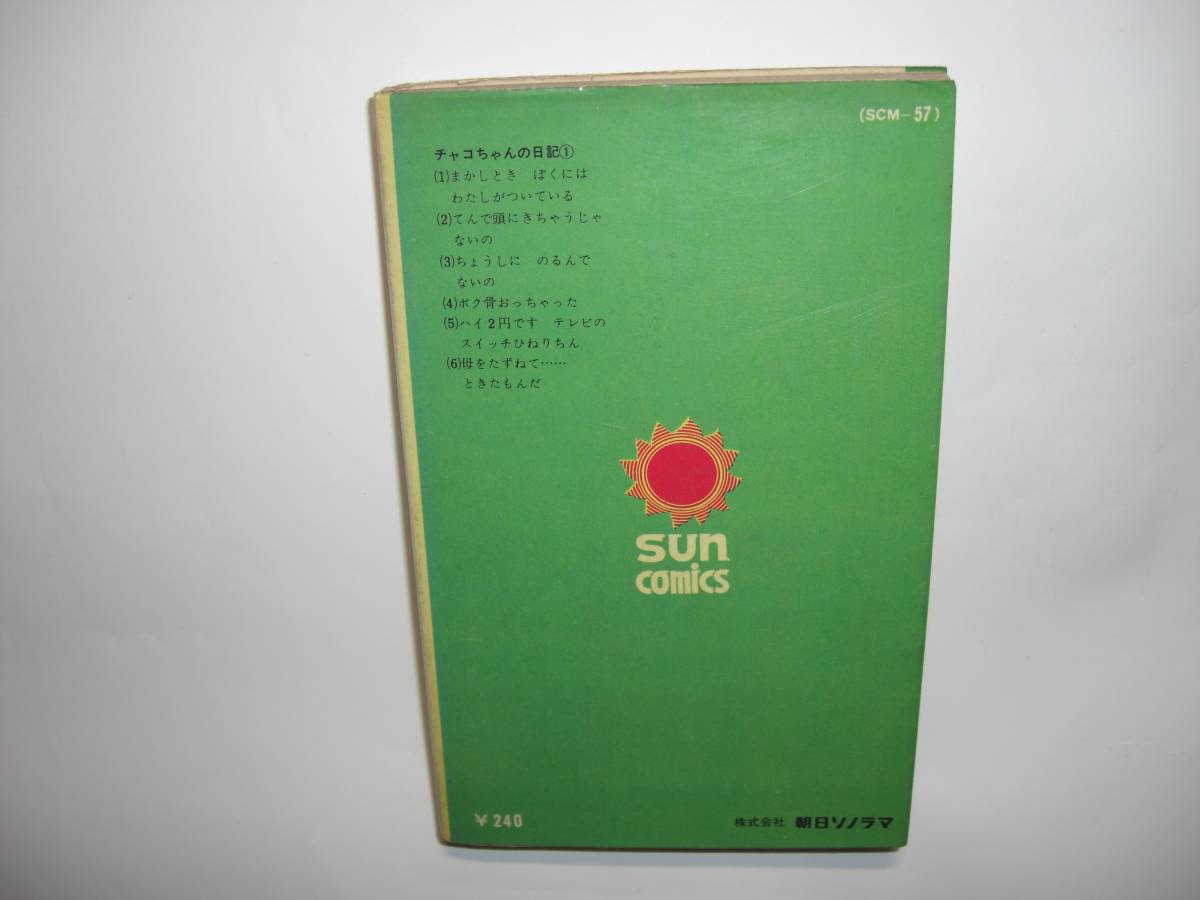 (SCM-57)
チャコちゃんの日記①
(1)まかしとき　ぼくには
わたしがついている
(2)てんで頭にきちゃうじゃ
ないの
(3)ちょうしに　のるんで
ないの
(4)ボク骨おっちゃった
(5)ハイ2円です　テレビの
スイッチひねりちん
(6)母をたずねて……
ときたもんだ
sun
comics
¥240
株式会社 朝日ソノラマ